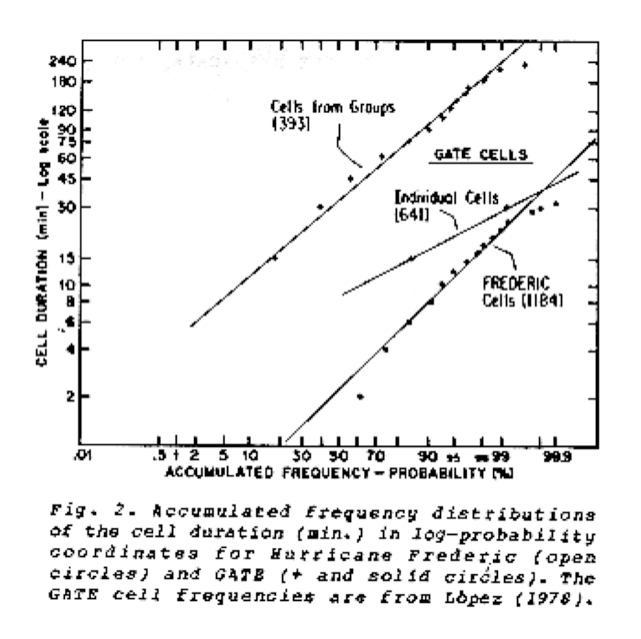 240
180
120
90
75
60
45
30
15
10
8
6
4
2
CELL DURATION (min) – Log scale
Cells from Groups
(393)
GATE CELLS
Individual Cells
(641)
FREDERIC
Cells (1184)
.01 .5 1 2 5 10 30 50 70 90 95 98 99 99.9
ACCUMULATED FREQUENCY – PROBABILITY (%)
Fig. 2. Accumulated frequency distributions
of the cell duration (min.) in log-probability
coordinates for Hurricane Frederic (open
circles) and GATE (+ and solid circles). The
GATE cell frequencies are from López (1978).